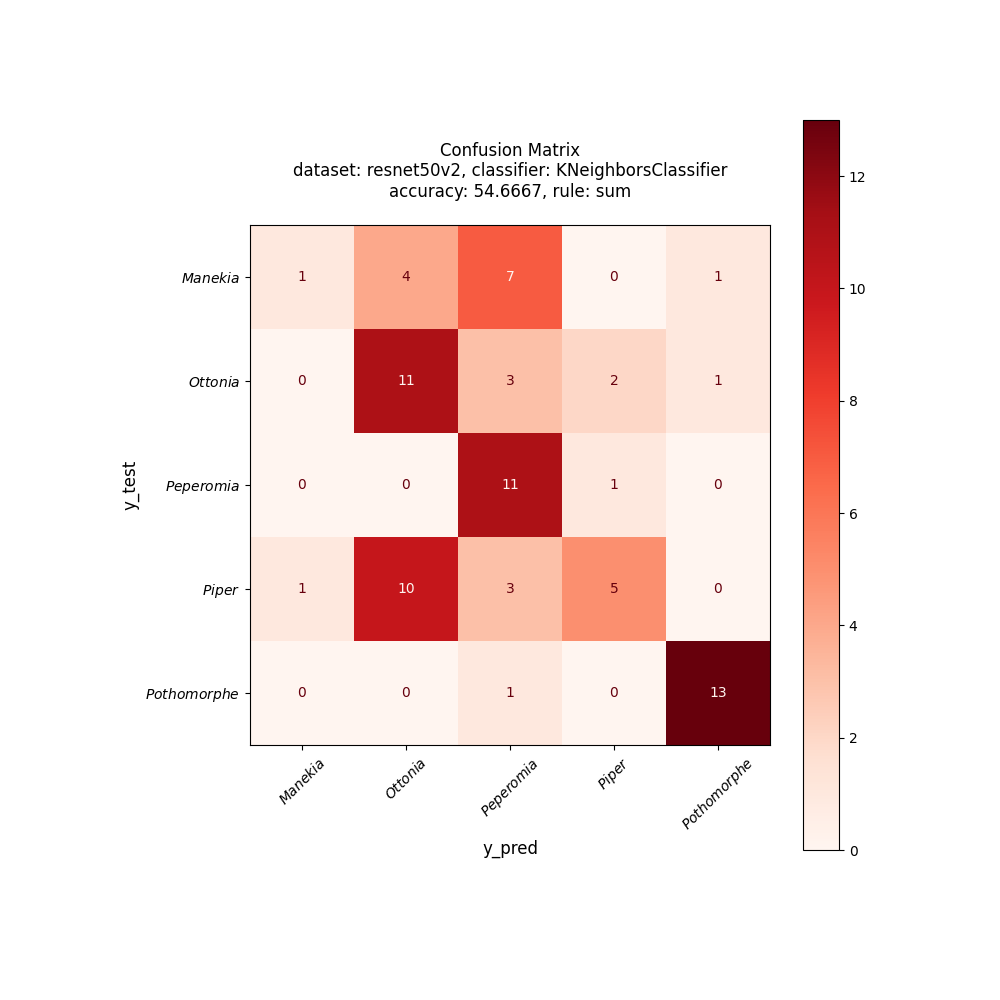 Confusion Matrix
dataset: resnet50v2, classifier: KNeighborsClassifier
accuracy: 54.6667, rule: sum
Manekia 1 4 7 0 1
Ottonia 0 11 3 2 1
Peperomia 0 0 11 1 0
Piper 1 10 3 5 0
Pothomorphe 0 0 1 0 13
Manekia Ottonia Peperomia Piper Pothomorphe
y_test
y_pred
12
10
8
6
4
2
0